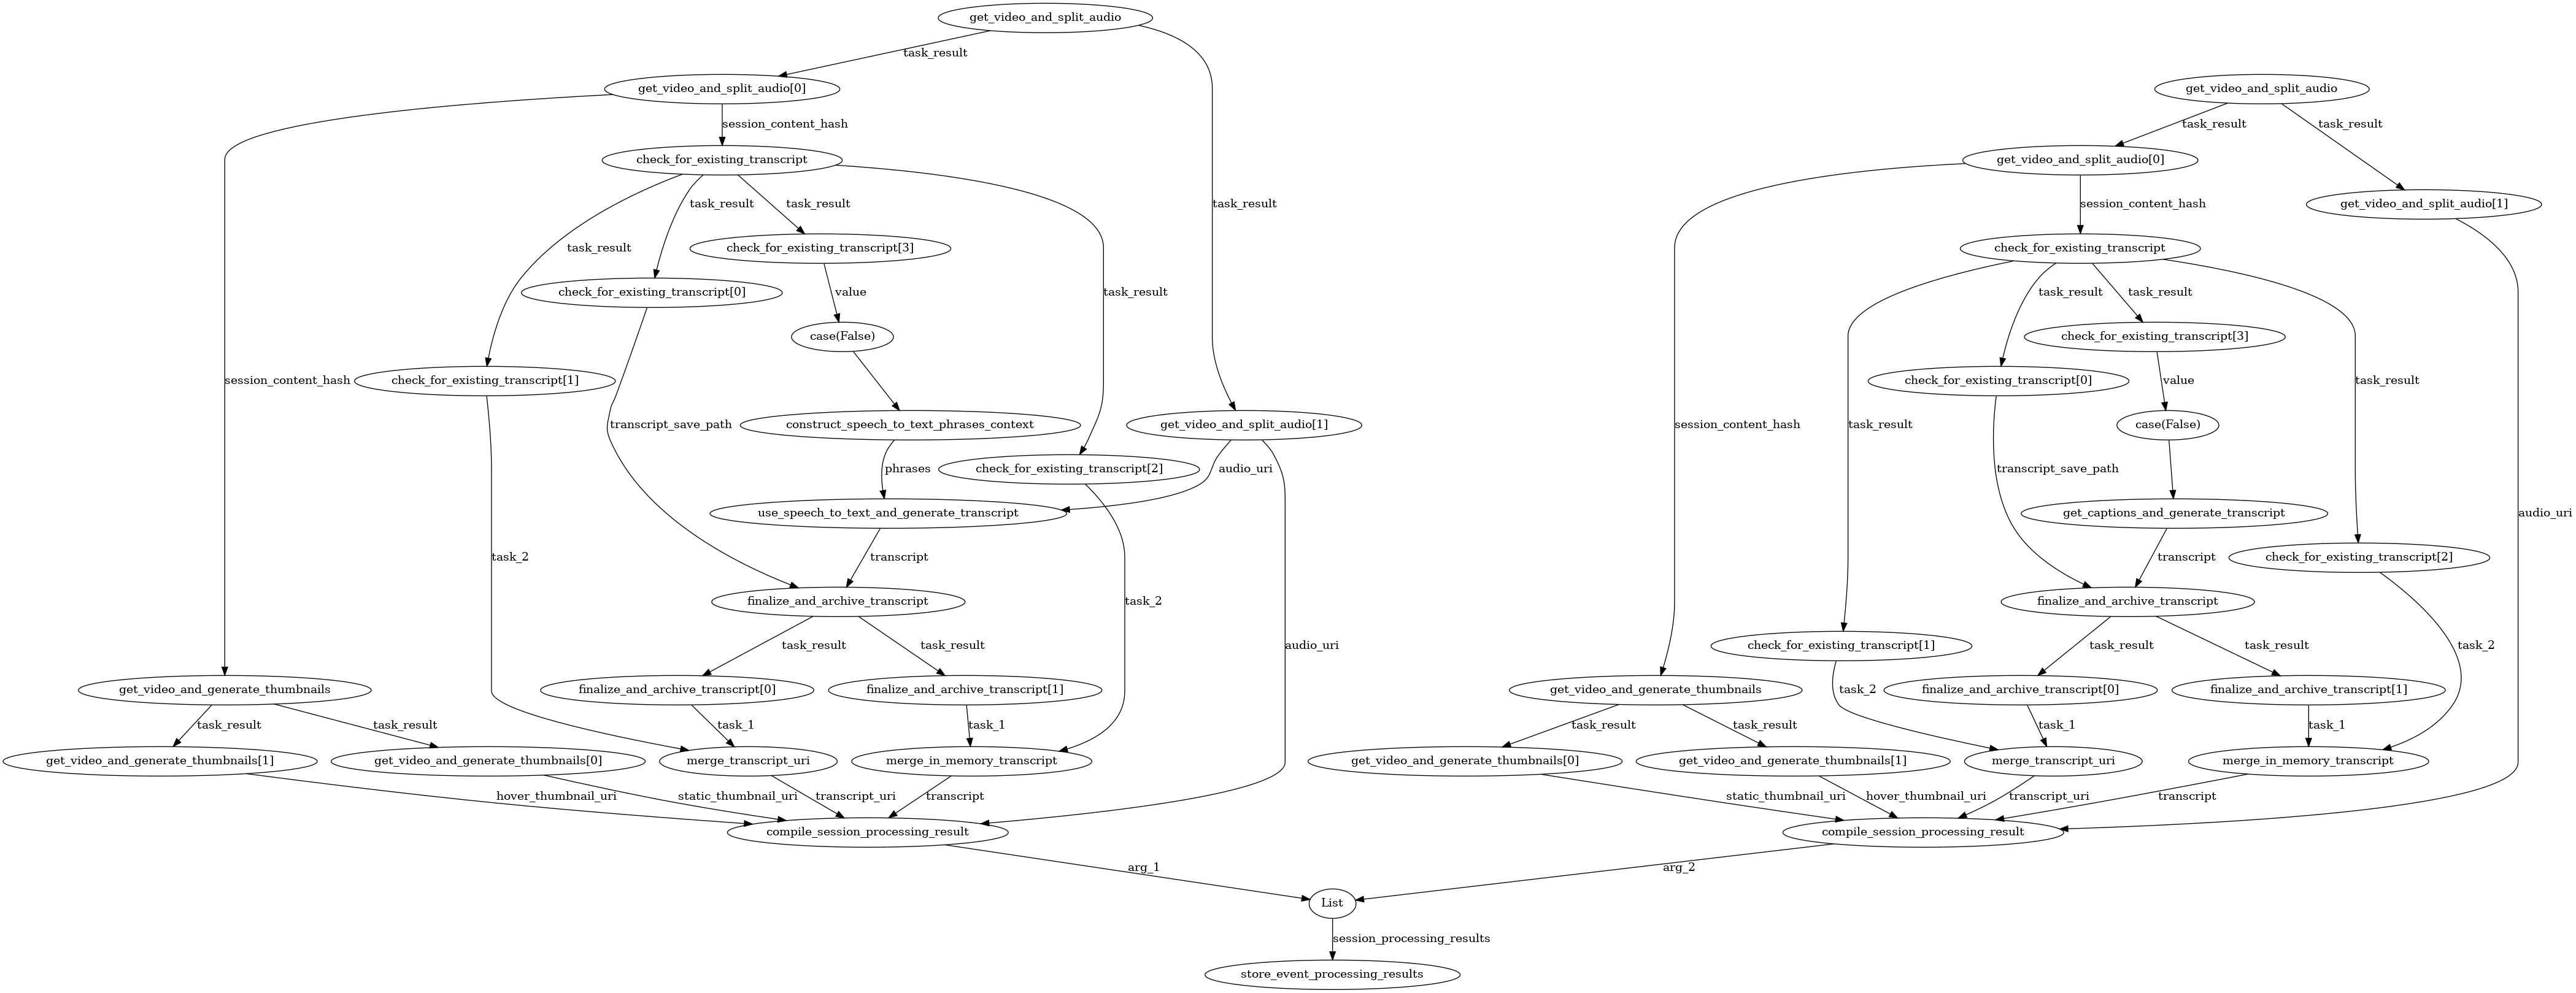 get_video_and_split_audio
task_result
get_video_and_split_audio[0]
get_video_and_split_audio
session_content_hash
task_result
task_result
check_for_existing_transcript
get_video_and_split_audio[0]
task_result
task_result
task_result
session_content_hash
get_video_and_split_audio[1]
task_result
check_for_existing_transcript[3]
check_for_existing_transcript
check_for_existing_transcript[0]
value
task_result
task_result
task_result
case(False)
check_for_existing_transcript[3]
session_content_hash
check_for_existing_transcript[1]
check_for_existing_transcript[0]
value
task_result
transcript_save_path
construct_speech_to_text_phrases_context
get_video_and_split_audio[1]
session_content_hash
task_result
case(False)
phrases
check_for_existing_transcript[2]
audio_uri
transcript_save_path
use_speech_to_text_and_generate_transcript
get_captions_and_generate_transcript
audio_uri
task_2
transcript
transcript
check_for_existing_transcript[2]
finalize_and_archive_transcript
task_2
finalize_and_archive_transcript
task_result
task_result
audio_uri
check_for_existing_transcript[1]
task_result
task_result
task_2
get_video_and_generate_thumbnails
finalize_and_archive_transcript[0]
finalize_and_archive_transcript[1]
get_video_and_generate_thumbnails
task_2
finalize_and_archive_transcript[0]
finalize_and_archive_transcript[1]
task_result
task_result
task_1
task_1
task_result
task_result
task_1
task_1
get_video_and_generate_thumbnails[1]
get_video_and_generate_thumbnails[0]
merge_transcript_uri
merge_in_memory_transcript
get_video_and_generate_thumbnails[0]
get_video_and_generate_thumbnails[1]
merge_transcript_uri
merge_in_memory_transcript
hover_thumbnail_uri
static_thumbnail_uri
transcript_uri
transcript
static_thumbnail_uri
hover_thumbnail_uri
transcript_uri
transcript
compile_session_processing_result
compile_session_processing_result
arg_1
arg_2
List
session_processing_results
store_event_processing_results